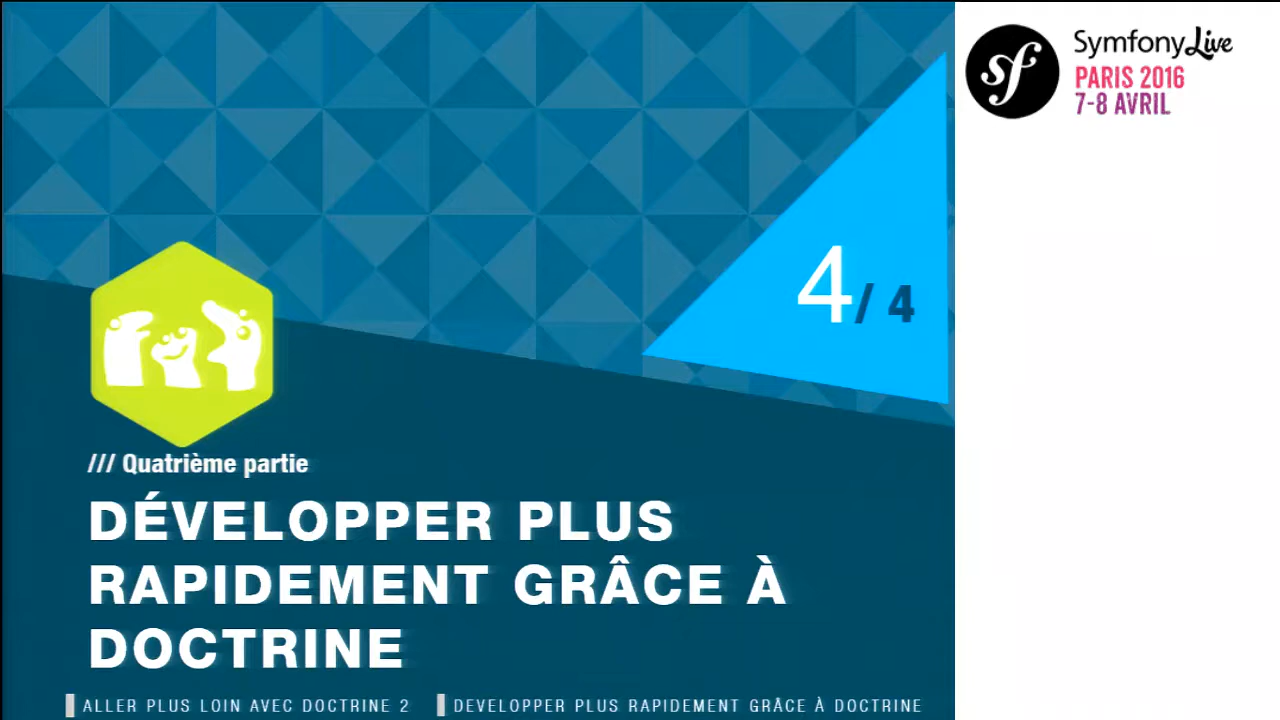 SymfonyLive
PARIS 2016
7-8 AVRIL
sf
4/ 4
/// Quatrième partie
DÉVELOPPER PLUS
RAPIDEMENT GRÂCE À
DOCTRINE
ALLER PLUS LOIN AVEC DOCTRINE 2
DEVELOPPER PLUS RAPIDEMENT GRÂCE À DOCTRINE